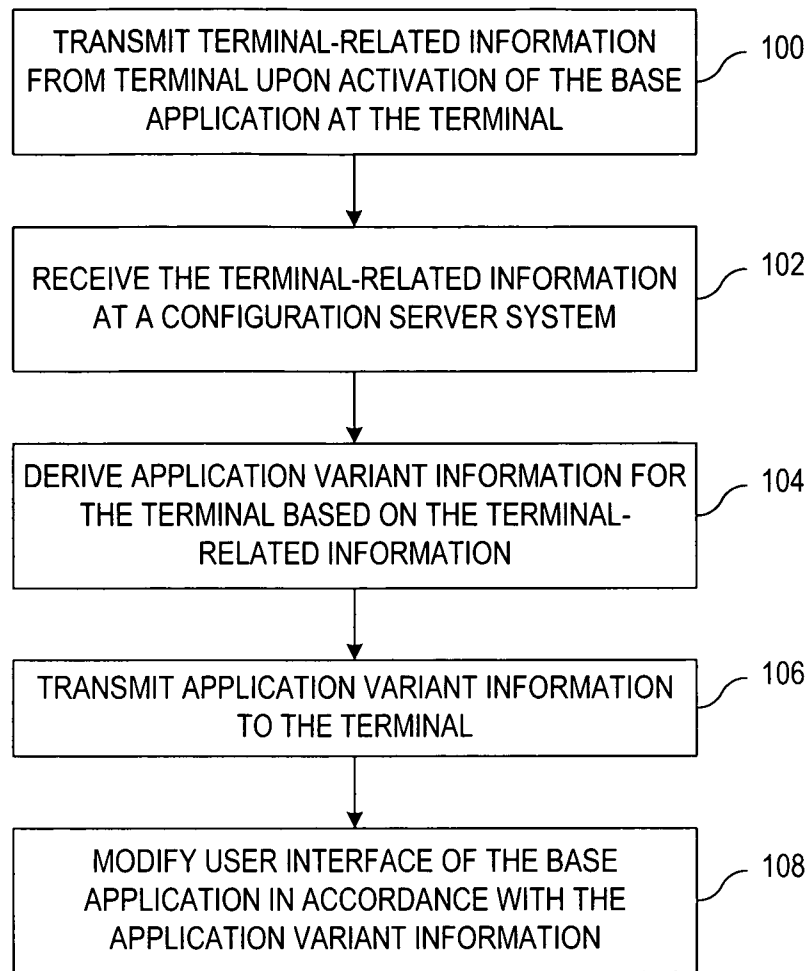 TRANSMIT TERMINAL-RELATED INFORMATION
FROM TERMINAL UPON ACTIVATION OF THE BASE
APPLICATION AT THE TERMINAL
100
RECEIVE THE TERMINAL-RELATED INFORMATION
AT A CONFIGURATION SERVER SYSTEM
102
DERIVE APPLICATION VARIANT INFORMATION FOR
THE TERMINAL BASED ON THE TERMINAL-
RELATED INFORMATION
104
TRANSMIT APPLICATION VARIANT INFORMATION
TO THE TERMINAL
106
MODIFY USER INTERFACE OF THE BASE
APPLICATION IN ACCORDANCE WITH THE
APPLICATION VARIANT INFORMATION
108